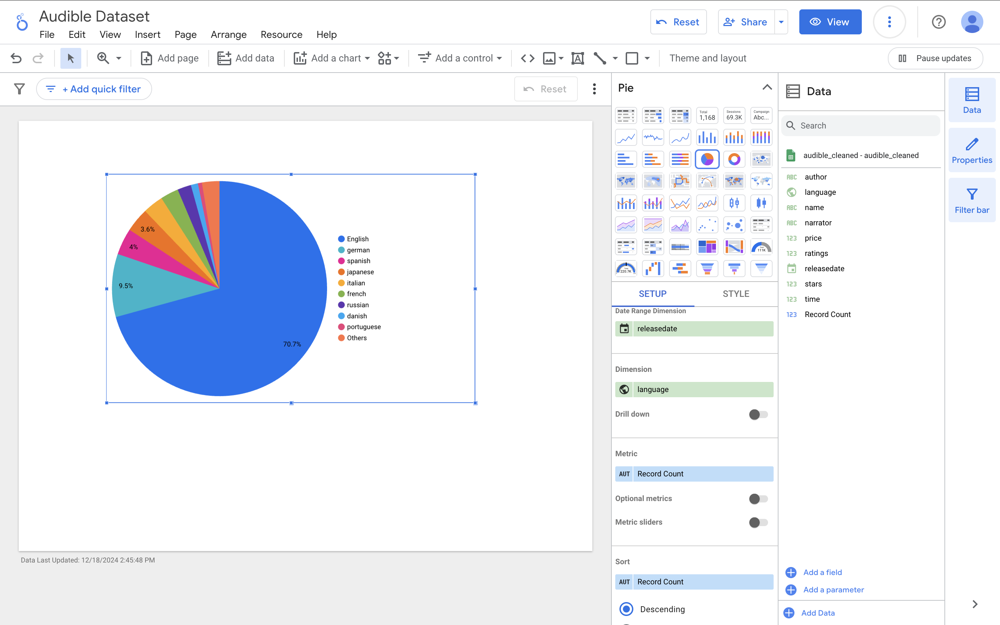 Audible Dataset
File Edit View Insert Page Arrange Resource Help
Reset Share View
Add page Add data Add a chart Add a control Theme and layout Pause updates
+ Add quick filter Reset
Pie
Total 1,168
Sessions 69.3K
Campaign Abc...
Total 111K
Total 220.7K
70.7%
9.5%
4%
3.6%
English
german
spanish
japanese
italian
french
russian
danish
portuguese
Others
Data Last Updated: 12/18/2024 2:45:48 PM
SETUP STYLE
Date Range Dimension
releasedate
Dimension
language
Drill down
Metric
AUT Record Count
Optional metrics
Metric sliders
Sort
AUT Record Count
Descending
Data
Search
audible_cleaned - audible_cleaned
ABC author
language
ABC name
ABC narrator
123 price
123 ratings
releasedate
123 stars
123 time
123 Record Count
Add a field
Add a parameter
Add Data
Data
Properties
Filter bar